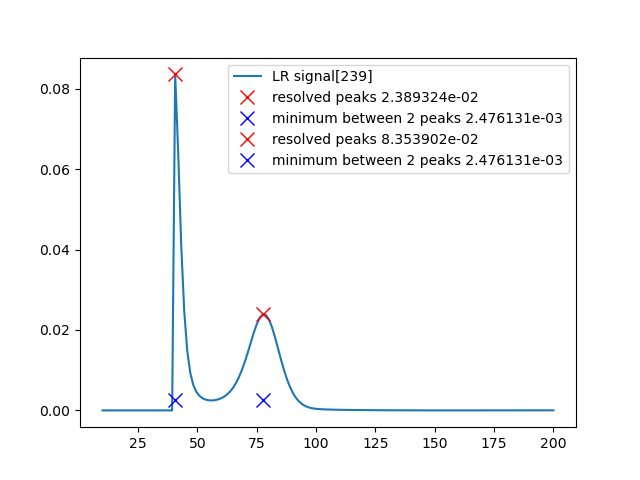 LR signal[239]
resolved peaks 2.389324e-02
minimum between 2 peaks 2.476131e-03
resolved peaks 8.353902e-02
minimum between 2 peaks 2.476131e-03
0.08
0.06
0.04
0.02
0.00
25 50 75 100 125 150 175 200